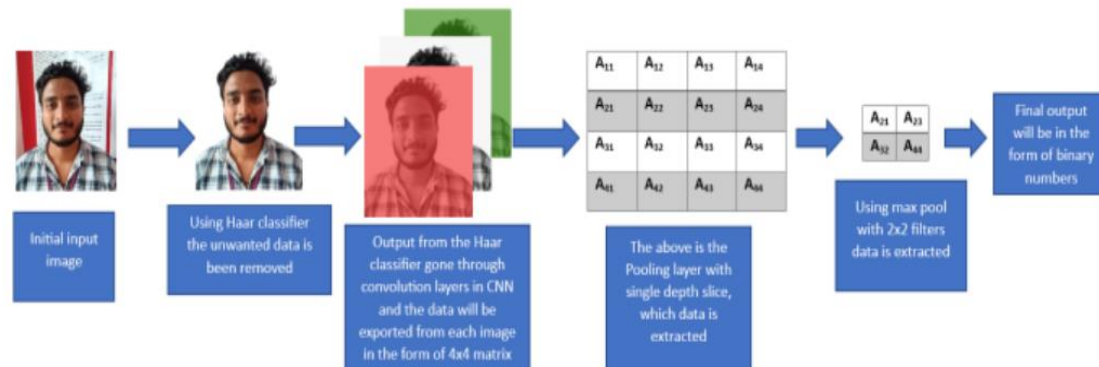 A11 A12 A13 A14
A21 A22 A23 A24
A31 A32 A33 A34
A41 A42 A43 A44
A21 A23
A32 A44
Final output
will be in the
form of binary
numbers
Initial input
image
Using Haar classifier
the unwanted data is
been removed
Output from the Haar
classifier gone through
convolution layers in CNN
and the data will be
exported from each image
in the form of 4x4 matrix
The above is the
Pooling layer with
single depth slice,
which data is
extracted
Using max pool
with 2x2 filters
data is extracted